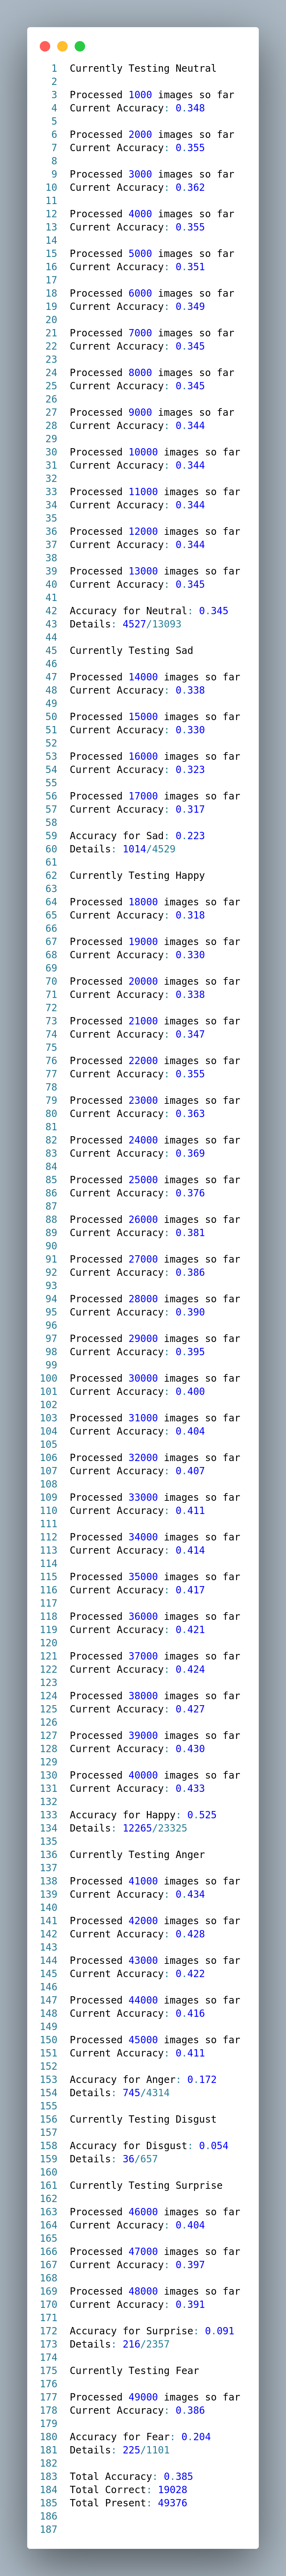 1 Currently Testing Neutral
2
3 Processed 1000 images so far
4 Current Accuracy: 0.348
5
6 Processed 2000 images so far
7 Current Accuracy: 0.355
8
9 Processed 3000 images so far
10 Current Accuracy: 0.362
11
12 Processed 4000 images so far
13 Current Accuracy: 0.355
14
15 Processed 5000 images so far
16 Current Accuracy: 0.351
17
18 Processed 6000 images so far
19 Current Accuracy: 0.349
20
21 Processed 7000 images so far
22 Current Accuracy: 0.345
23
24 Processed 8000 images so far
25 Current Accuracy: 0.345
26
27 Processed 9000 images so far
28 Current Accuracy: 0.344
29
30 Processed 10000 images so far
31 Current Accuracy: 0.344
32
33 Processed 11000 images so far
34 Current Accuracy: 0.344
35
36 Processed 12000 images so far
37 Current Accuracy: 0.344
38
39 Processed 13000 images so far
40 Current Accuracy: 0.345
41
42 Accuracy for Neutral: 0.345
43 Details: 4527/13093
44
45 Currently Testing Sad
46
47 Processed 14000 images so far
48 Current Accuracy: 0.338
49
50 Processed 15000 images so far
51 Current Accuracy: 0.330
52
53 Processed 16000 images so far
54 Current Accuracy: 0.323
55
56 Processed 17000 images so far
57 Current Accuracy: 0.317
58
59 Accuracy for Sad: 0.223
60 Details: 1014/4529
61
62 Currently Testing Happy
63
64 Processed 18000 images so far
65 Current Accuracy: 0.318
66
67 Processed 19000 images so far
68 Current Accuracy: 0.330
69
70 Processed 20000 images so far
71 Current Accuracy: 0.338
72
73 Processed 21000 images so far
74 Current Accuracy: 0.347
75
76 Processed 22000 images so far
77 Current Accuracy: 0.355
78
79 Processed 23000 images so far
80 Current Accuracy: 0.363
81
82 Processed 24000 images so far
83 Current Accuracy: 0.369
84
85 Processed 25000 images so far
86 Current Accuracy: 0.376
87
88 Processed 26000 images so far
89 Current Accuracy: 0.381
90
91 Processed 27000 images so far
92 Current Accuracy: 0.386
93
94 Processed 28000 images so far
95 Current Accuracy: 0.390
96
97 Processed 29000 images so far
98 Current Accuracy: 0.395
99
100 Processed 30000 images so far
101 Current Accuracy: 0.400
102
103 Processed 31000 images so far
104 Current Accuracy: 0.404
105
106 Processed 32000 images so far
107 Current Accuracy: 0.407
108
109 Processed 33000 images so far
110 Current Accuracy: 0.411
111
112 Processed 34000 images so far
113 Current Accuracy: 0.414
114
115 Processed 35000 images so far
116 Current Accuracy: 0.417
117
118 Processed 36000 images so far
119 Current Accuracy: 0.421
120
121 Processed 37000 images so far
122 Current Accuracy: 0.424
123
124 Processed 38000 images so far
125 Current Accuracy: 0.427
126
127 Processed 39000 images so far
128 Current Accuracy: 0.430
129
130 Processed 40000 images so far
131 Current Accuracy: 0.433
132
133 Accuracy for Happy: 0.525
134 Details: 12265/23325
135
136 Currently Testing Anger
137
138 Processed 41000 images so far
139 Current Accuracy: 0.434
140
141 Processed 42000 images so far
142 Current Accuracy: 0.428
143
144 Processed 43000 images so far
145 Current Accuracy: 0.422
146
147 Processed 44000 images so far
148 Current Accuracy: 0.416
149
150 Processed 45000 images so far
151 Current Accuracy: 0.411
152
153 Accuracy for Anger: 0.172
154 Details: 745/4314
155
156 Currently Testing Disgust
157
158 Accuracy for Disgust: 0.054
159 Details: 36/657
160
161 Currently Testing Surprise
162
163 Processed 46000 images so far
164 Current Accuracy: 0.404
165
166 Processed 47000 images so far
167 Current Accuracy: 0.397
168
169 Processed 48000 images so far
170 Current Accuracy: 0.391
171
172 Accuracy for Surprise: 0.091
173 Details: 216/2357
174
175 Currently Testing Fear
176
177 Processed 49000 images so far
178 Current Accuracy: 0.386
179
180 Accuracy for Fear: 0.204
181 Details: 225/1101
182
183 Total Accuracy: 0.385
184 Total Correct: 19028
185 Total Present: 49376
186
187